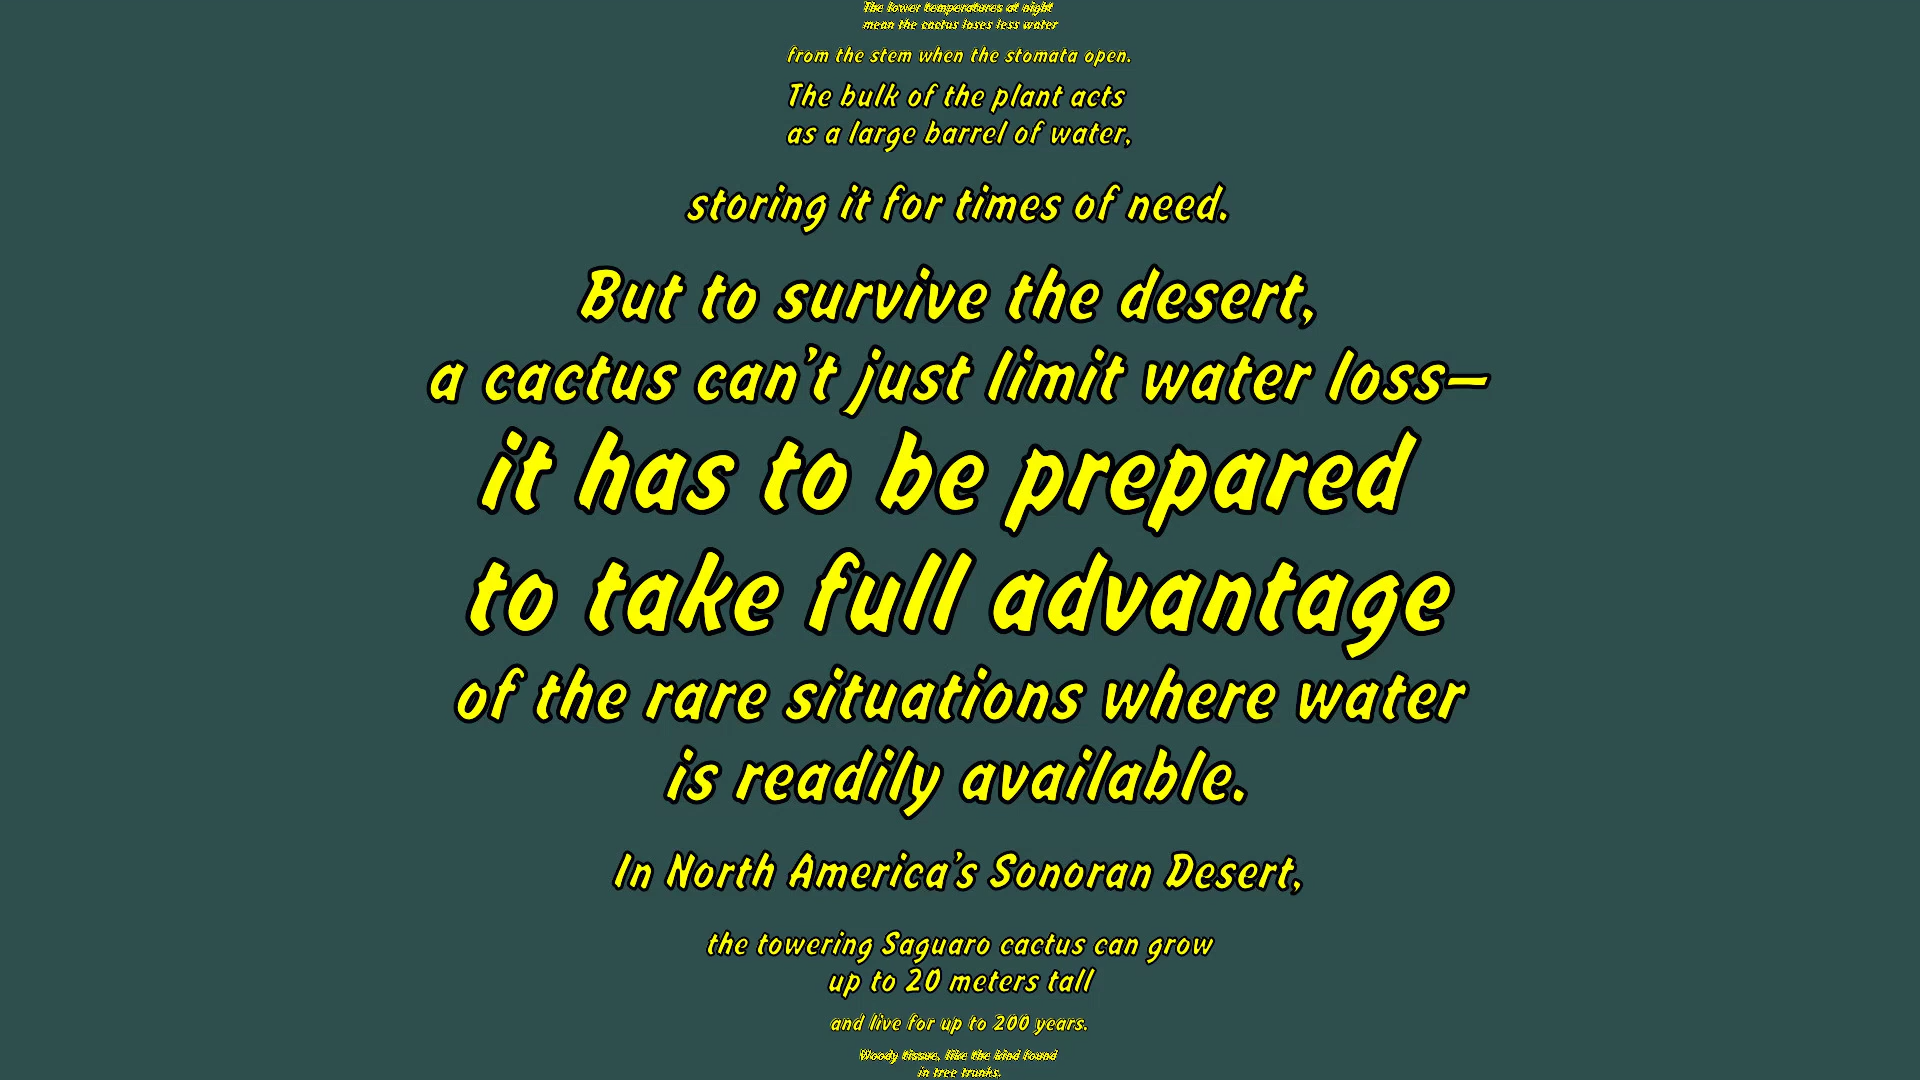 The lower temperatures at night
mean the cactus loses less water
from the stem when the stomata open.
The bulk of the plant acts
as a large barrel of water,
storing it for times of need.
But to survive the desert,
a cactus can’t just limit water loss—
it has to be prepared
to take full advantage
of the rare situations where water
is readily available.
In North America’s Sonoran Desert,
the towering Saguaro cactus can grow
up to 20 meters tall
and live for up to 200 years.
Woody tissue, like the kind found
in tree trunks.